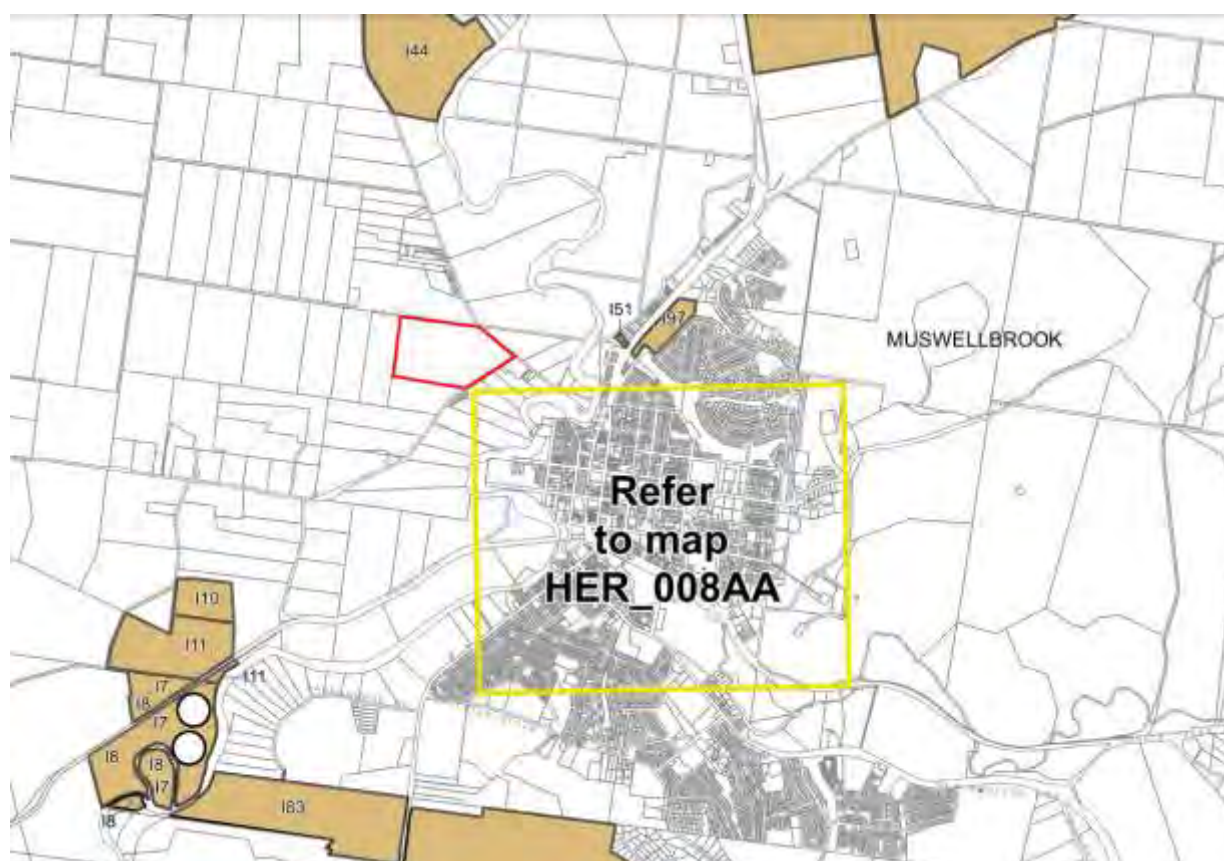 I44
I51
I97
MUSWELLBROOK
Refer
to map
HER_008AA
I10
I11
I11
I7
I8
I7
I8
I8
I7
I8
I83